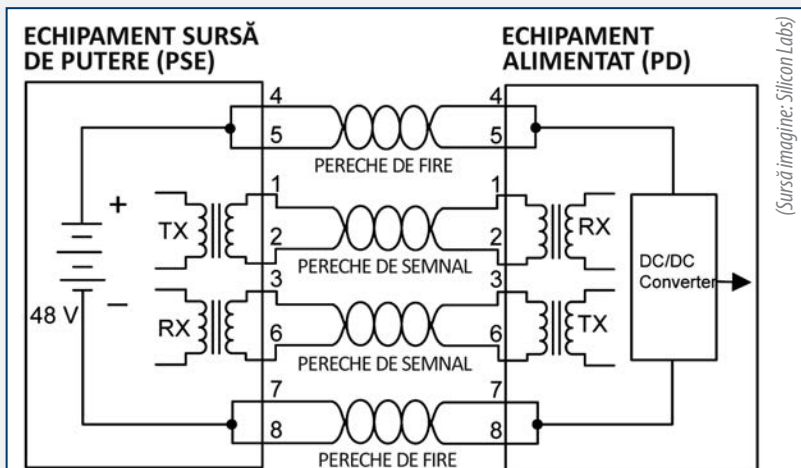 ECHIPAMENT SURSĂ
DE PUTERE (PSE)
ECHIPAMENT
ALIMENTAT (PD)
(Sursă imagine: Silicon Labs)
4
4
5
5
PERECHE DE FIRE
1
1
+
TX
RX
2
2
PERECHE DE SEMNAL
DC/DC
Converter
3
3
–
48 V
RX
TX
6
6
PERECHE DE SEMNAL
7
7
8
8
PERECHE DE FIRE